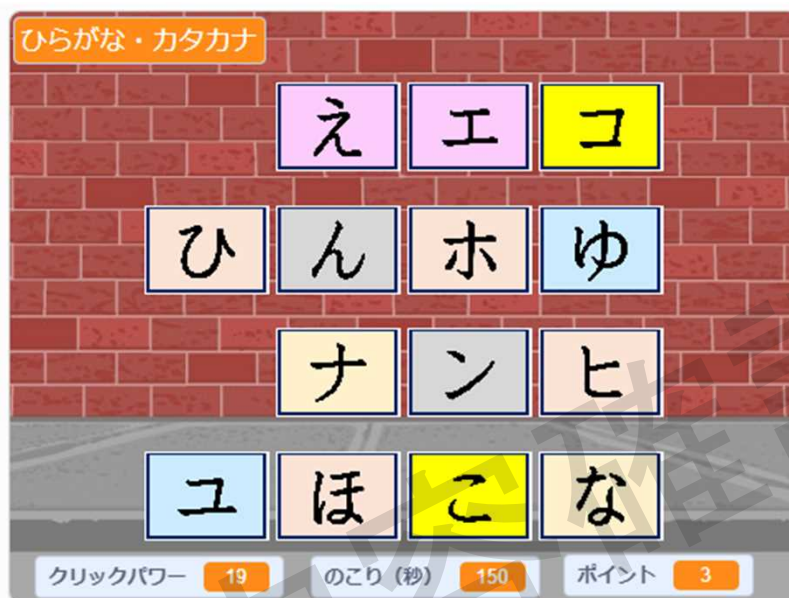 ひらがな・カタカナ
え エ コ
ひ ん ホ ゆ
ナ ン ヒ
ユ ほ こ な
クリックパワー 19 のこり（秒） 150 ポイント 3